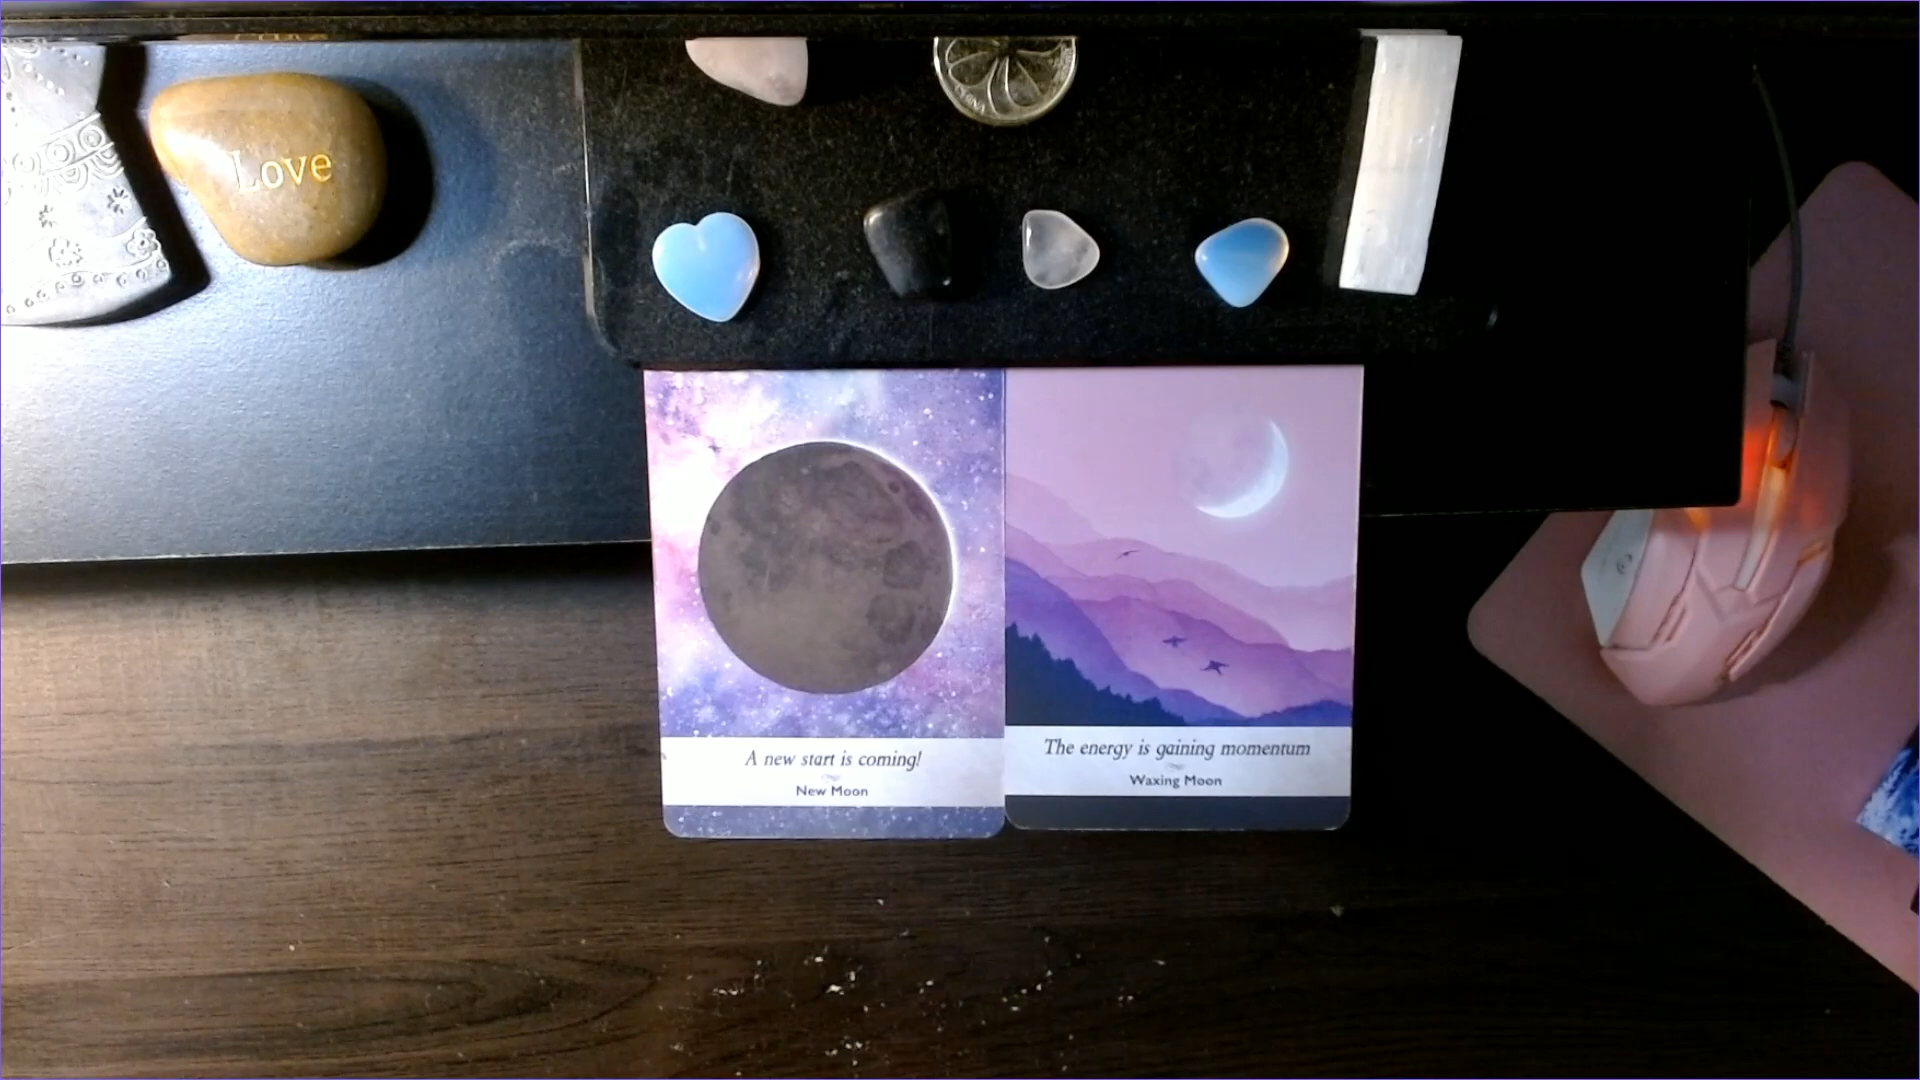 Love
A new start is coming!
New Moon
The energy is gaining momentum
Waxing Moon